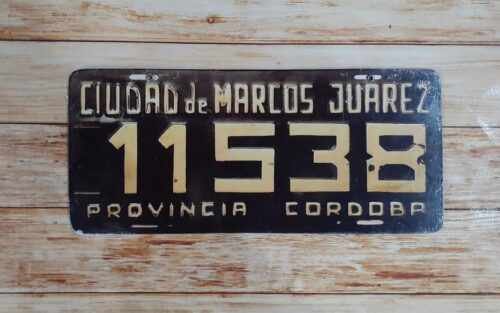 CIUDAD de MARCOS JUAREZ
11538
PROVINCIA CORDOBA